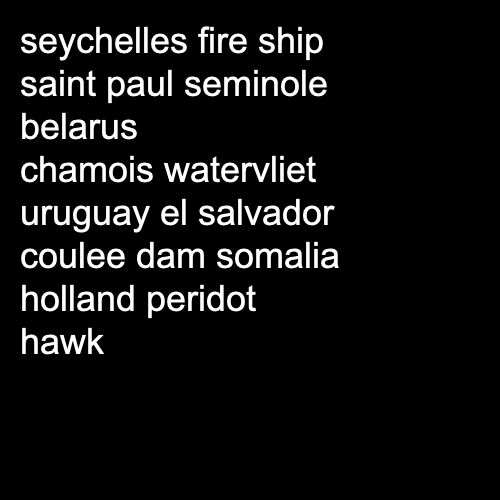 seychelles fire ship
saint paul seminole
belarus
chamois watervliet
uruguay el salvador
coulee dam somalia
holland peridot
hawk